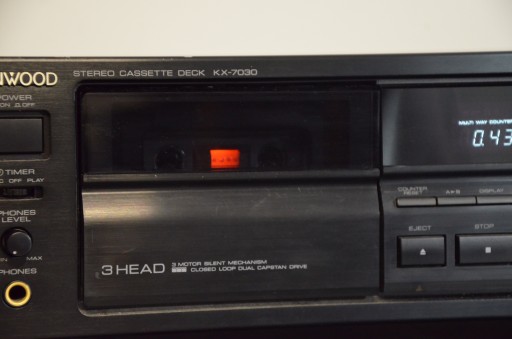 NWOOD STEREO CASSETTE DECK KX-7030
POWER
ON OFF
MULTI WAY COUNTER
0.43
TIMER
C OFF PLAY
COUNTER RESET A▸B DISPLAY
PHONES
LEVEL
EJECT STOP
IN MAX
3 HEAD 3 MOTOR SILENT MECHANISM
CLOSED LOOP DUAL CAPSTAN DRIVE
PHONES